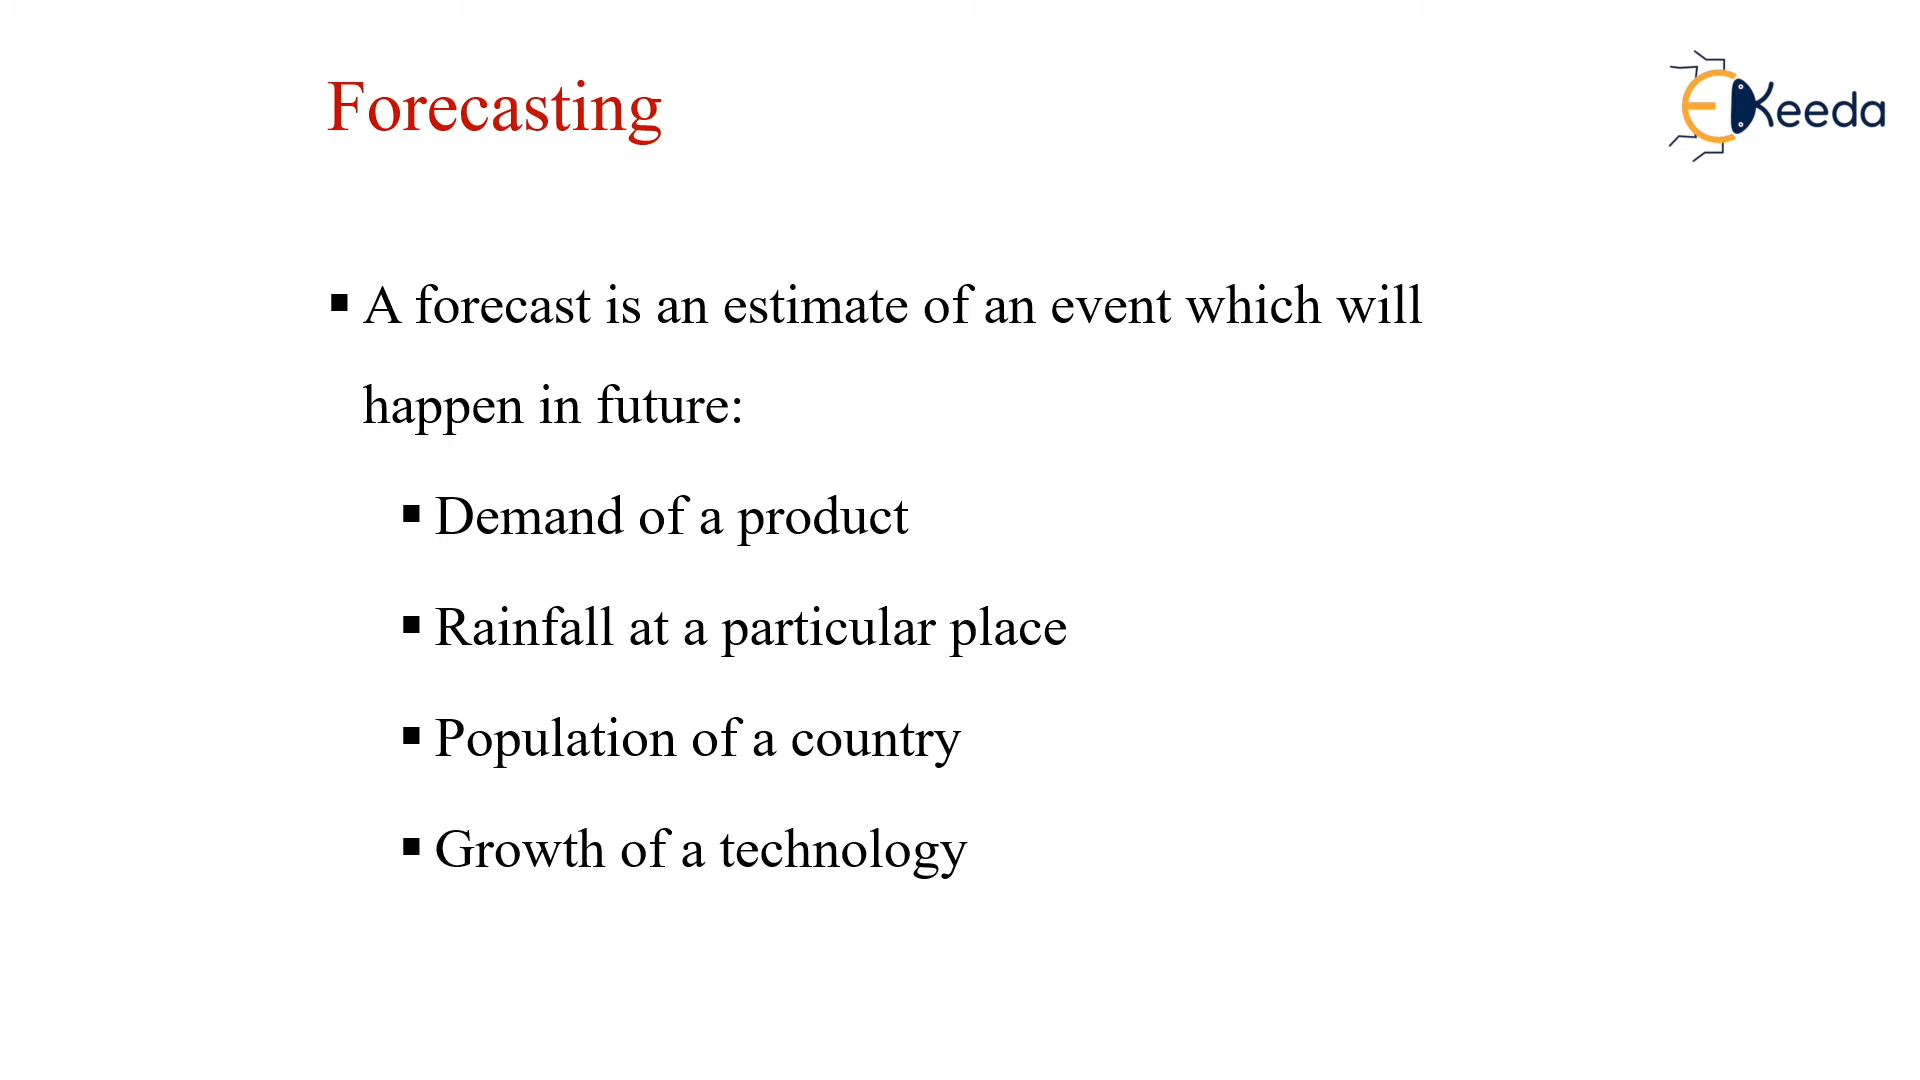 Forecasting
EKeeda
▪ A forecast is an estimate of an event which will
happen in future:
▪ Demand of a product
▪ Rainfall at a particular place
▪ Population of a country
▪ Growth of a technology